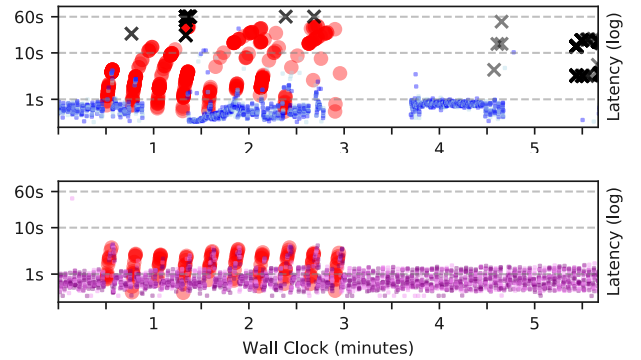 60s
10s
1s
Latency (log)
1 2 3 4 5
60s
10s
1s
Latency (log)
1 2 3 4 5
Wall Clock (minutes)